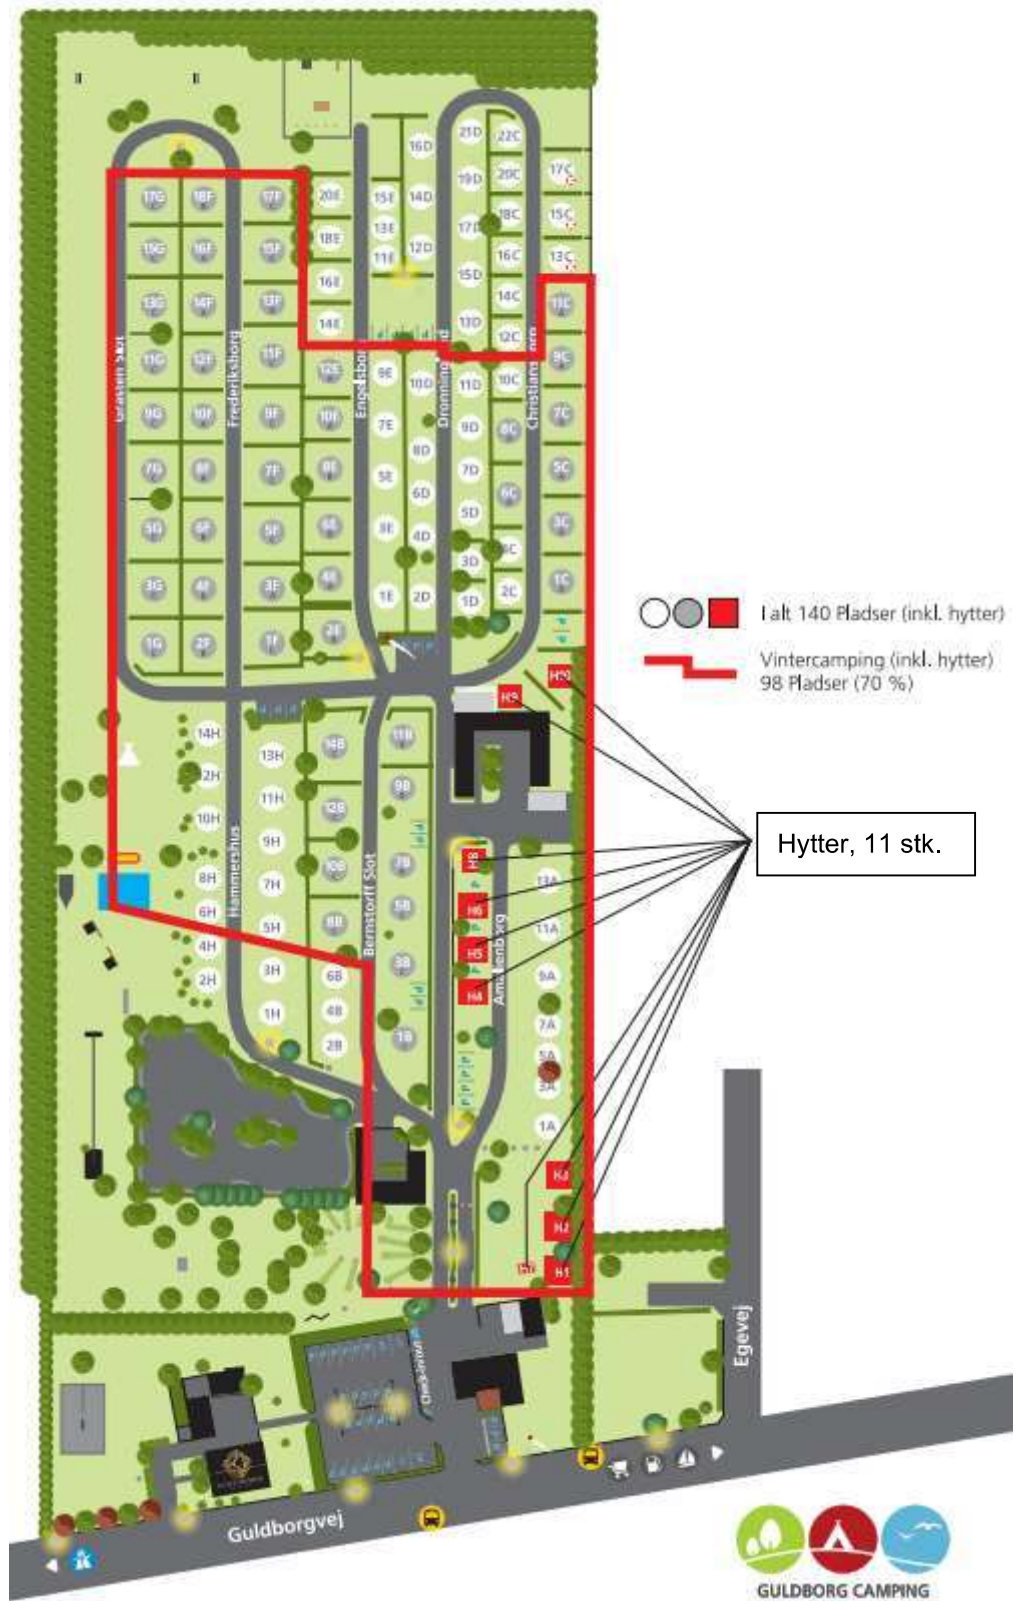 21D 22C
16D
17C
19D 20C
20E 15E 14D
17G 18F 17F
18C 15C
13E
18E 12D
15G 16F 15F
11E 16C 13C
16E 15D
13G 14F 13F 14C 11C
14E 13D
12C
11G 12F 11F 9C
12E 9E 10D 11D 10C
Gråsten Slot
Frederiksborg
Engelsborg
9G 10F 9F 10E 7E 9D 8C 7C
8D
7G 8F 7F 8E 5E 7D 5C
6D 6C
5G 6F 5F 6E 3E 4D 5D 3C
3D
3G 4F 3F 4E 1C
1E 2D 1D 2C
1G 2F 1F 2E
I alt 140 Pladser (inkl. hytter)
Vintercamping (inkl. hytter)
98 Pladser (70 %)
H10
H9
14H 13H 14B 11B
10H 11H 12B 9B
9H
8H 7H 10B 7B H8 13A
6H 5H 8B 5B H6 11A
4H H5
2H 3H 6B 3B H4 9A
1H 4B 7A
2B 1B 5A
3A
1A
Hammershus
Bernstorff Slot
Amalienborg
Hytter, 11 stk.
H3
H2
H7 H1
Check-in/out
Egevej
Guldborgvej
GULDBORG CAMPING